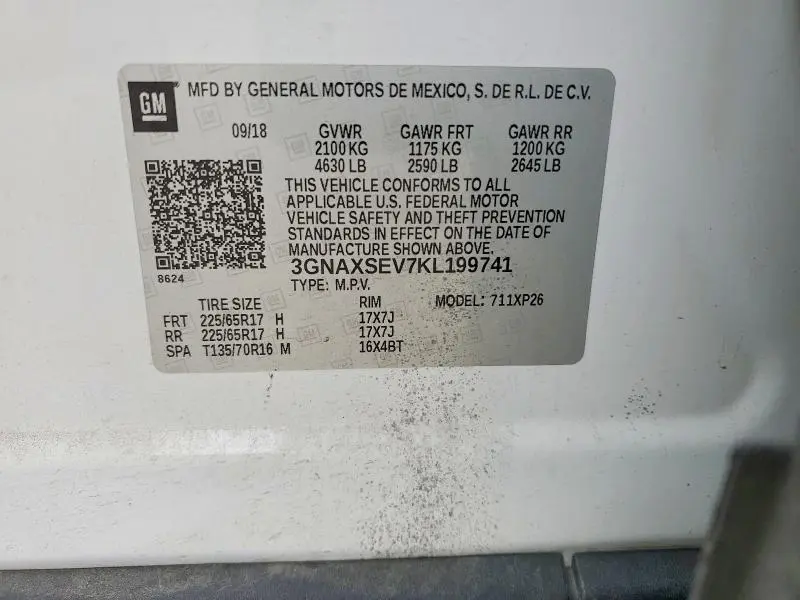 GM
MFD BY GENERAL MOTORS DE MEXICO, S. DE R.L. DE C.V.
09/18 GVWR GAWR FRT GAWR RR
2100 KG 1175 KG 1200 KG
4630 LB 2590 LB 2645 LB
THIS VEHICLE CONFORMS TO ALL
APPLICABLE U.S. FEDERAL MOTOR
VEHICLE SAFETY AND THEFT PREVENTION
STANDARDS IN EFFECT ON THE DATE OF
MANUFACTURE SHOWN ABOVE.
8624
3GNAXSEV7KL199741
TYPE: M.P.V.
TIRE SIZE RIM MODEL: 711XP26
FRT 225/65R17 H 17X7J
RR 225/65R17 H 17X7J
SPA T135/70R16 M 16X4BT